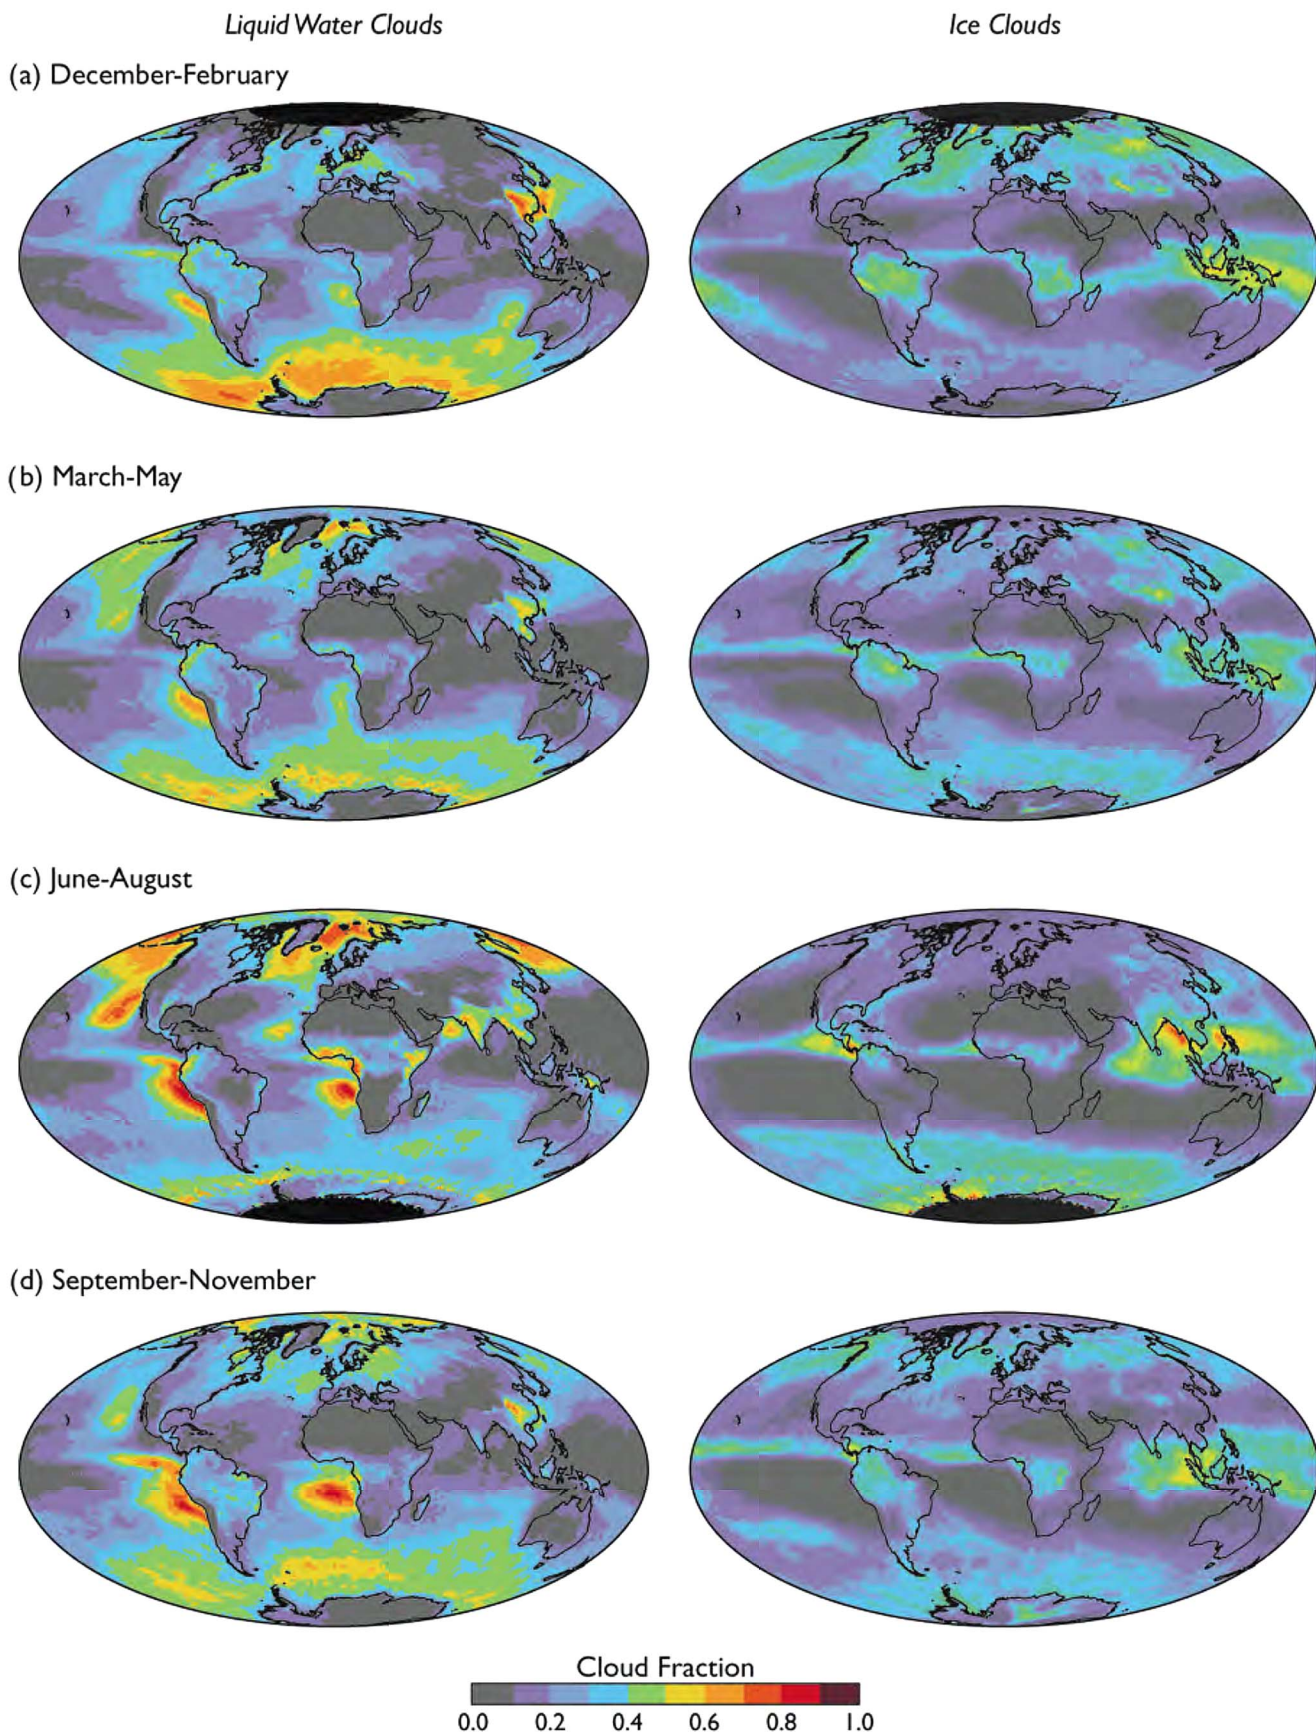 Liquid Water Clouds
Ice Clouds
(a) December-February
(b) March-May
(c) June-August
(d) September-November
Cloud Fraction
0.0 0.2 0.4 0.6 0.8 1.0